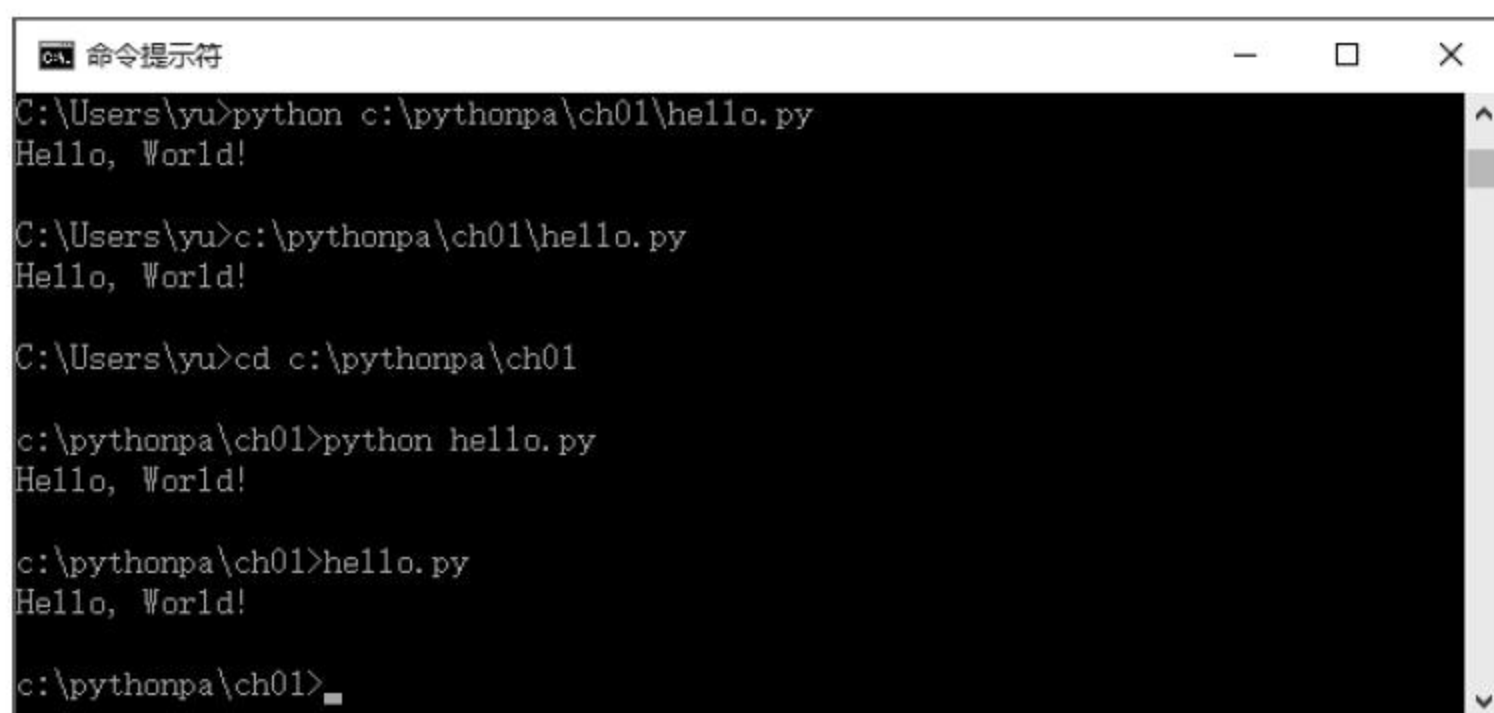 命令提示符
C:\Users\yu>python c:\pythonpa\ch01\hello.py
Hello, World!
C:\Users\yu>c:\pythonpa\ch01\hello.py
Hello, World!
C:\Users\yu>cd c:\pythonpa\ch01
c:\pythonpa\ch01>python hello.py
Hello, World!
c:\pythonpa\ch01>hello.py
Hello, World!
c:\pythonpa\ch01>